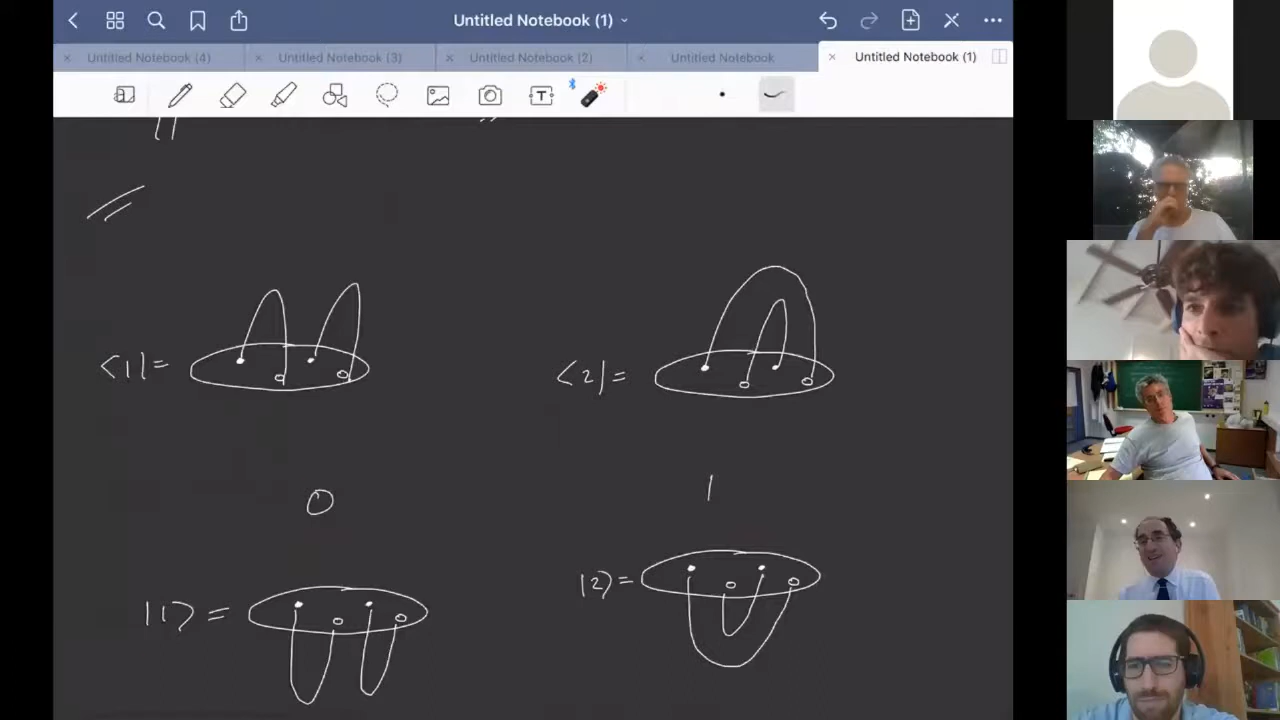 Untitled Notebook (1)
Untitled Notebook (4)
Untitled Notebook (3)
Untitled Notebook (2)
Untitled Notebook
Untitled Notebook (1)
T
<1|=
<2|=
0
1
|1>=
|2>=